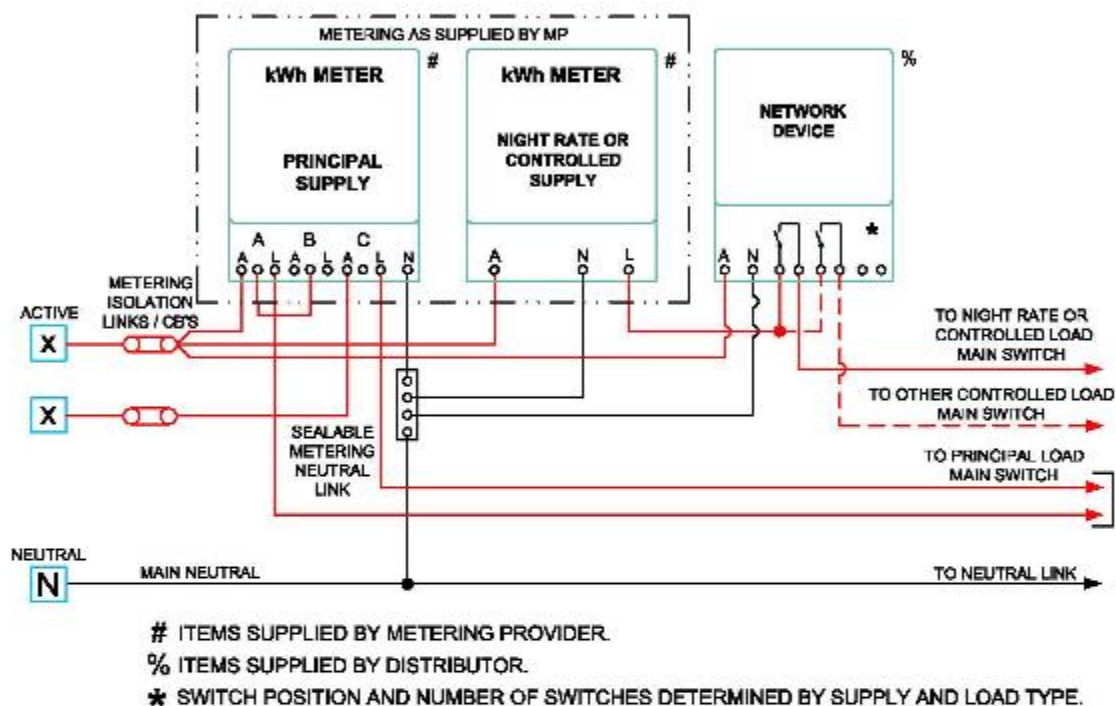 METERING AS SUPPLIED BY MP
kWh METER
#
PRINCIPAL
SUPPLY
kWh METER
#
NIGHT RATE OR
CONTROLLED
SUPPLY
%
NETWORK
DEVICE
*
A B C
A L A L A L N
A N L
A N
METERING
ISOLATION
LINKS / CB'S
ACTIVE
X
X
SEALABLE
METERING
NEUTRAL
LINK
TO NIGHT RATE OR
CONTROLLED LOAD
MAIN SWITCH
TO OTHER CONTROLLED LOAD
MAIN SWITCH
TO PRINCIPAL LOAD
MAIN SWITCH
NEUTRAL
N
MAIN NEUTRAL
TO NEUTRAL LINK
# ITEMS SUPPLIED BY METERING PROVIDER.
% ITEMS SUPPLIED BY DISTRIBUTOR.
* SWITCH POSITION AND NUMBER OF SWITCHES DETERMINED BY SUPPLY AND LOAD TYPE.